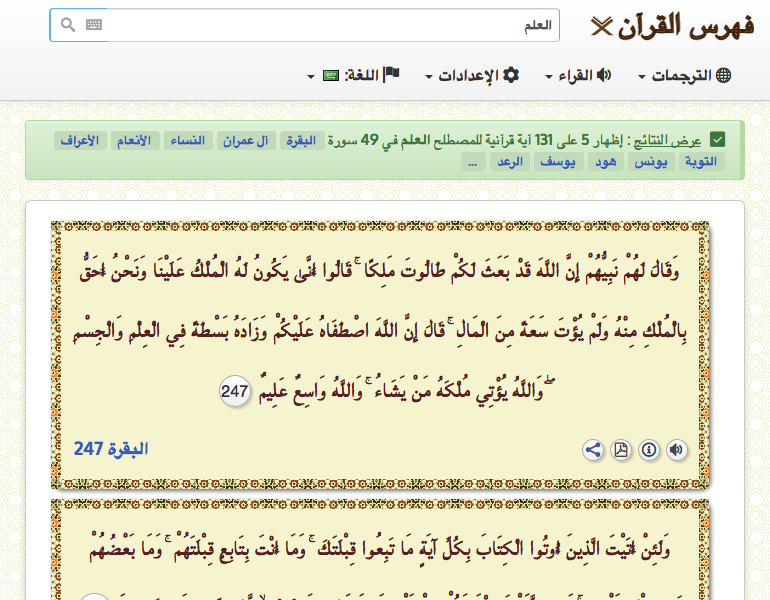 فهرس القرآن
العلم
الترجمات
القراء
الإعدادات
اللغة:
عرض النتائج : إظهار 5 على 131 آية قرآنية للمصطلح العلم في 49 سورة البقرة آل عمران النساء الأنعام الأعراف
التوبة يونس هود يوسف الرعد ...
وَقَالَ لَهُمْ نَبِيُّهُمْ إِنَّ اللَّهَ قَدْ بَعَثَ لَكُمْ طَالُوتَ مَلِكًا ۚ قَالُوا أَنَّىٰ يَكُونُ لَهُ الْمُلْكُ عَلَيْنَا وَنَحْنُ أَحَقُّ
بِالْمُلْكِ مِنْهُ وَلَمْ يُؤْتَ سَعَةً مِنَ الْمَالِ ۚ قَالَ إِنَّ اللَّهَ اصْطَفَاهُ عَلَيْكُمْ وَزَادَهُ بَسْطَةً فِي الْعِلْمِ وَالْجِسْمِ
ۖ وَاللَّهُ يُؤْتِي مُلْكَهُ مَنْ يَشَاءُ ۚ وَاللَّهُ وَاسِعٌ عَلِيمٌ 247
البقرة 247
وَلَئِنْ أَتَيْتَ الَّذِينَ أُوتُوا الْكِتَابَ بِكُلِّ آيَةٍ مَا تَبِعُوا قِبْلَتَكَ ۚ وَمَا أَنْتَ بِتَابِعٍ قِبْلَتَهُمْ ۚ وَمَا بَعْضُهُمْ